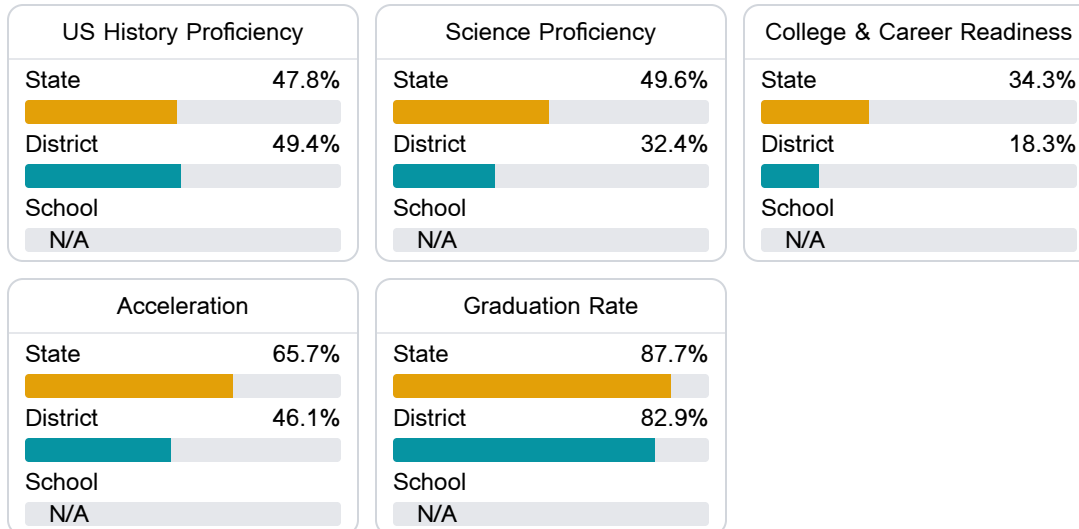 US History Proficiency
State 47.8%
District 49.4%
School
N/A
Science Proficiency
State 49.6%
District 32.4%
School
N/A
College & Career Readiness
State 34.3%
District 18.3%
School
N/A
Acceleration
State 65.7%
District 46.1%
School
N/A
Graduation Rate
State 87.7%
District 82.9%
School
N/A